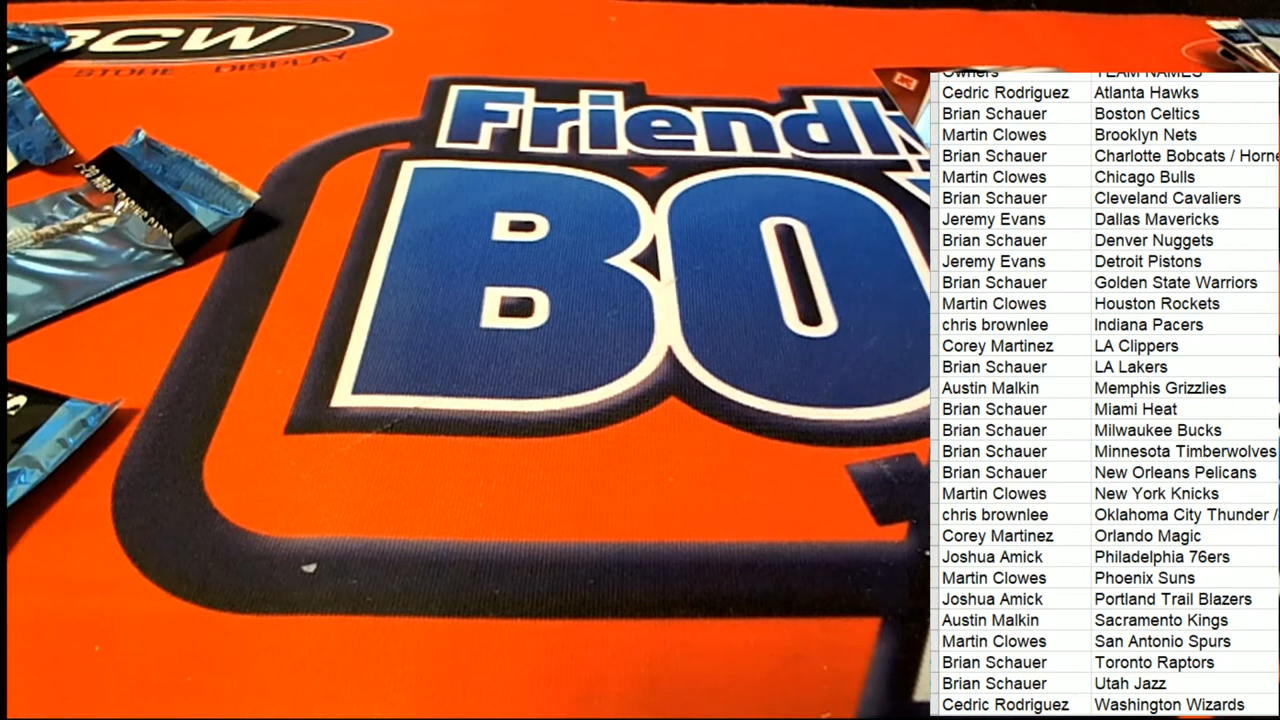 BCW
STORE DISPLAY
Friendly
BO
NBA TRADING CARDS
Owners TEAM NAMES
Cedric Rodriguez Atlanta Hawks
Brian Schauer Boston Celtics
Martin Clowes Brooklyn Nets
Brian Schauer Charlotte Bobcats / Horne
Martin Clowes Chicago Bulls
Brian Schauer Cleveland Cavaliers
Jeremy Evans Dallas Mavericks
Brian Schauer Denver Nuggets
Jeremy Evans Detroit Pistons
Brian Schauer Golden State Warriors
Martin Clowes Houston Rockets
chris brownlee Indiana Pacers
Corey Martinez LA Clippers
Brian Schauer LA Lakers
Austin Malkin Memphis Grizzlies
Brian Schauer Miami Heat
Brian Schauer Milwaukee Bucks
Brian Schauer Minnesota Timberwolves
Brian Schauer New Orleans Pelicans
Martin Clowes New York Knicks
chris brownlee Oklahoma City Thunder /
Corey Martinez Orlando Magic
Joshua Amick Philadelphia 76ers
Martin Clowes Phoenix Suns
Joshua Amick Portland Trail Blazers
Austin Malkin Sacramento Kings
Martin Clowes San Antonio Spurs
Brian Schauer Toronto Raptors
Brian Schauer Utah Jazz
Cedric Rodriguez Washington Wizards